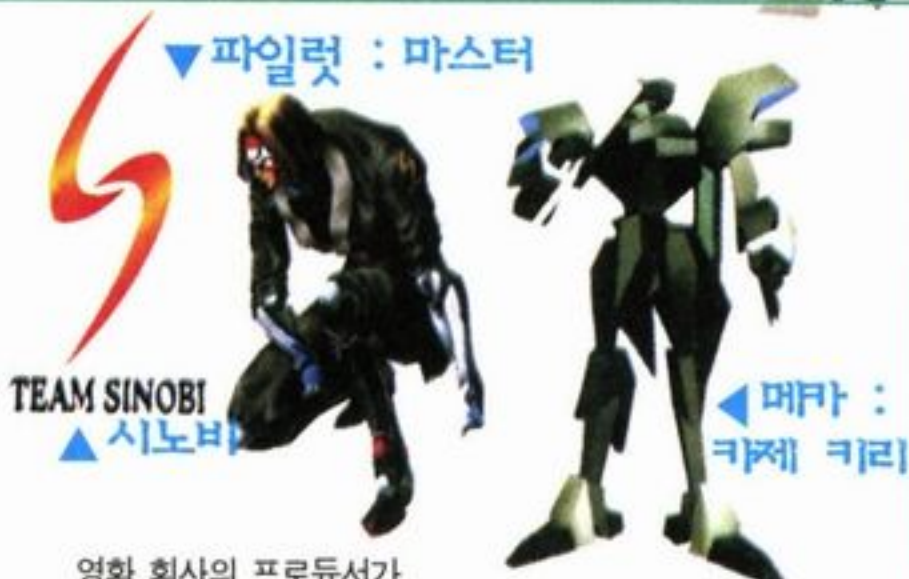 ▼파일럿 : 마스터
TEAM SINOBI
▲시노비
◀메카 :
카제 키리
영화 회사의 프로듀서가